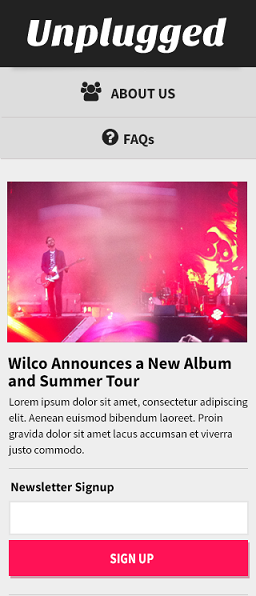 Unplugged
ABOUT US
FAQs
Wilco Announces a New Album
and Summer Tour
Lorem ipsum dolor sit amet, consectetur adipiscing
elit. Aenean euismod bibendum laoreet. Proin
gravida dolor sit amet lacus accumsan et viverra
justo commodo.
Newsletter Signup
SIGN UP